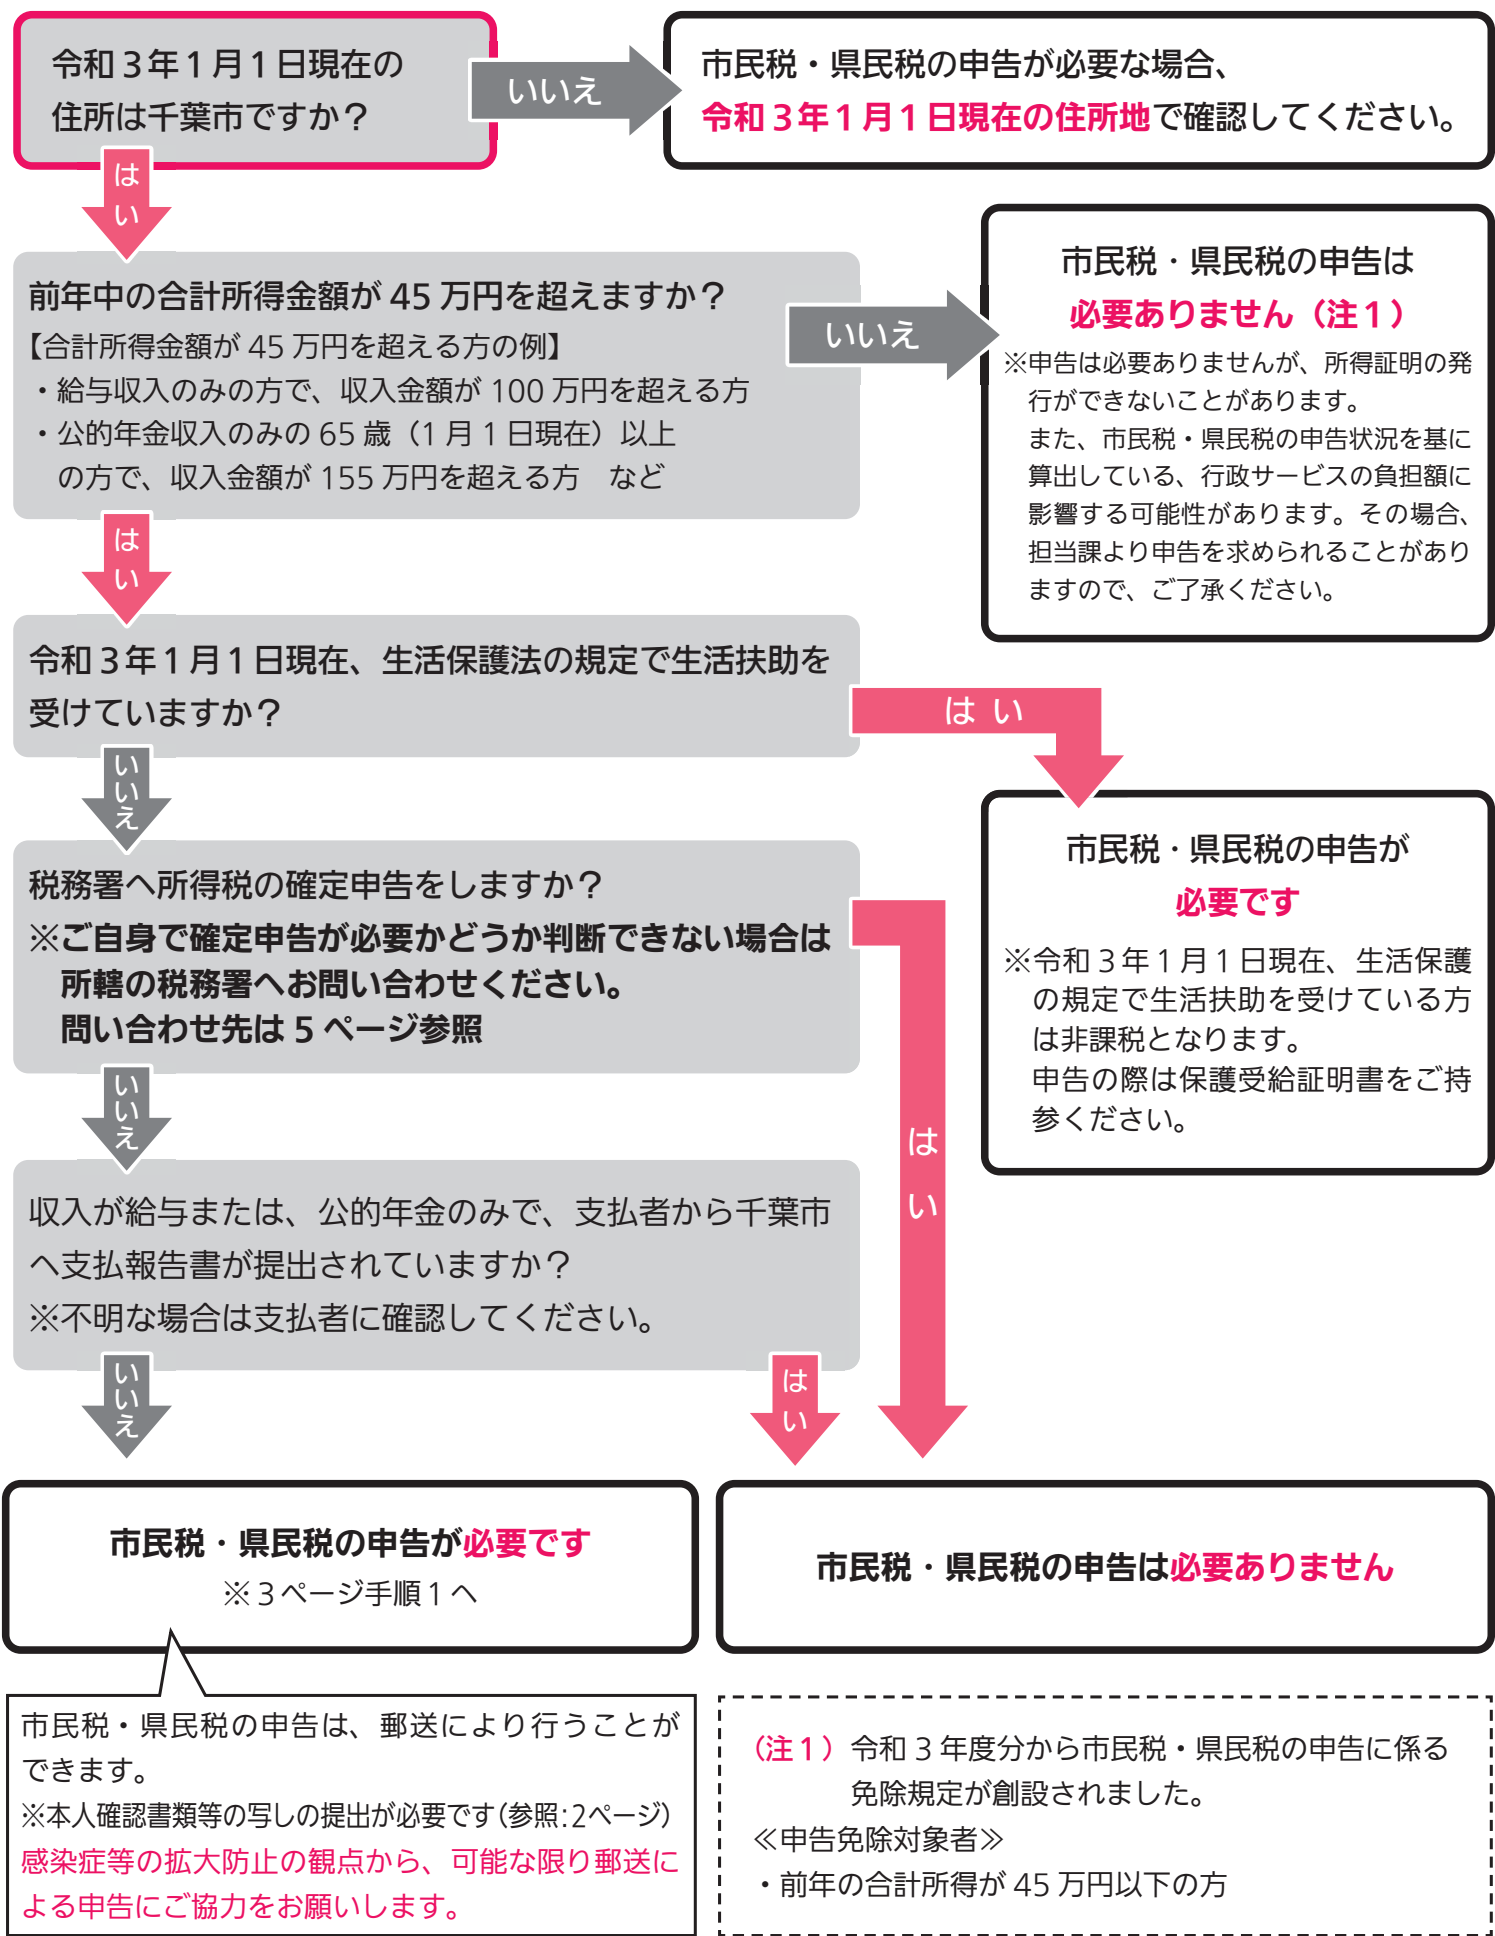 令和３年１月１日現在の
住所は千葉市ですか？
いいえ
市民税・県民税の申告が必要な場合、
令和３年１月１日現在の住所地で確認してください。
はい
前年中の合計所得金額が 45 万円を超えますか？
【合計所得金額が 45 万円を超える方の例】
・給与収入のみの方で、収入金額が 100 万円を超える方
・公的年金収入のみの 65 歳（1 月 1 日現在）以上
の方で、収入金額が 155 万円を超える方　など
いいえ
市民税・県民税の申告は
必要ありません（注１）
※申告は必要ありませんが、所得証明の発
行ができないことがあります。
また、市民税・県民税の申告状況を基に
算出している、行政サービスの負担額に
影響する可能性があります。その場合、
担当課より申告を求められることがあり
ますので、ご了承ください。
はい
令和３年１月１日現在、生活保護法の規定で生活扶助を
受けていますか？
はい
市民税・県民税の申告が
必要です
※令和３年１月１日現在、生活保護
の規定で生活扶助を受けている方
は非課税となります。
申告の際は保護受給証明書をご持
参ください。
いいえ
税務署へ所得税の確定申告をしますか？
※ご自身で確定申告が必要かどうか判断できない場合は
所轄の税務署へお問い合わせください。
問い合わせ先は 5 ページ参照
はい
いいえ
収入が給与または、公的年金のみで、支払者から千葉市
へ支払報告書が提出されていますか？
※不明な場合は支払者に確認してください。
いいえ
はい
市民税・県民税の申告が必要です
※３ページ手順１へ
市民税・県民税の申告は必要ありません
市民税・県民税の申告は、郵送により行うことが
できます。
※本人確認書類等の写しの提出が必要です（参照：2ページ）
感染症等の拡大防止の観点から、可能な限り郵送に
よる申告にご協力をお願いします。
（注１）令和３年度分から市民税・県民税の申告に係る
免除規定が創設されました。
≪申告免除対象者≫
・前年の合計所得が 45 万円以下の方